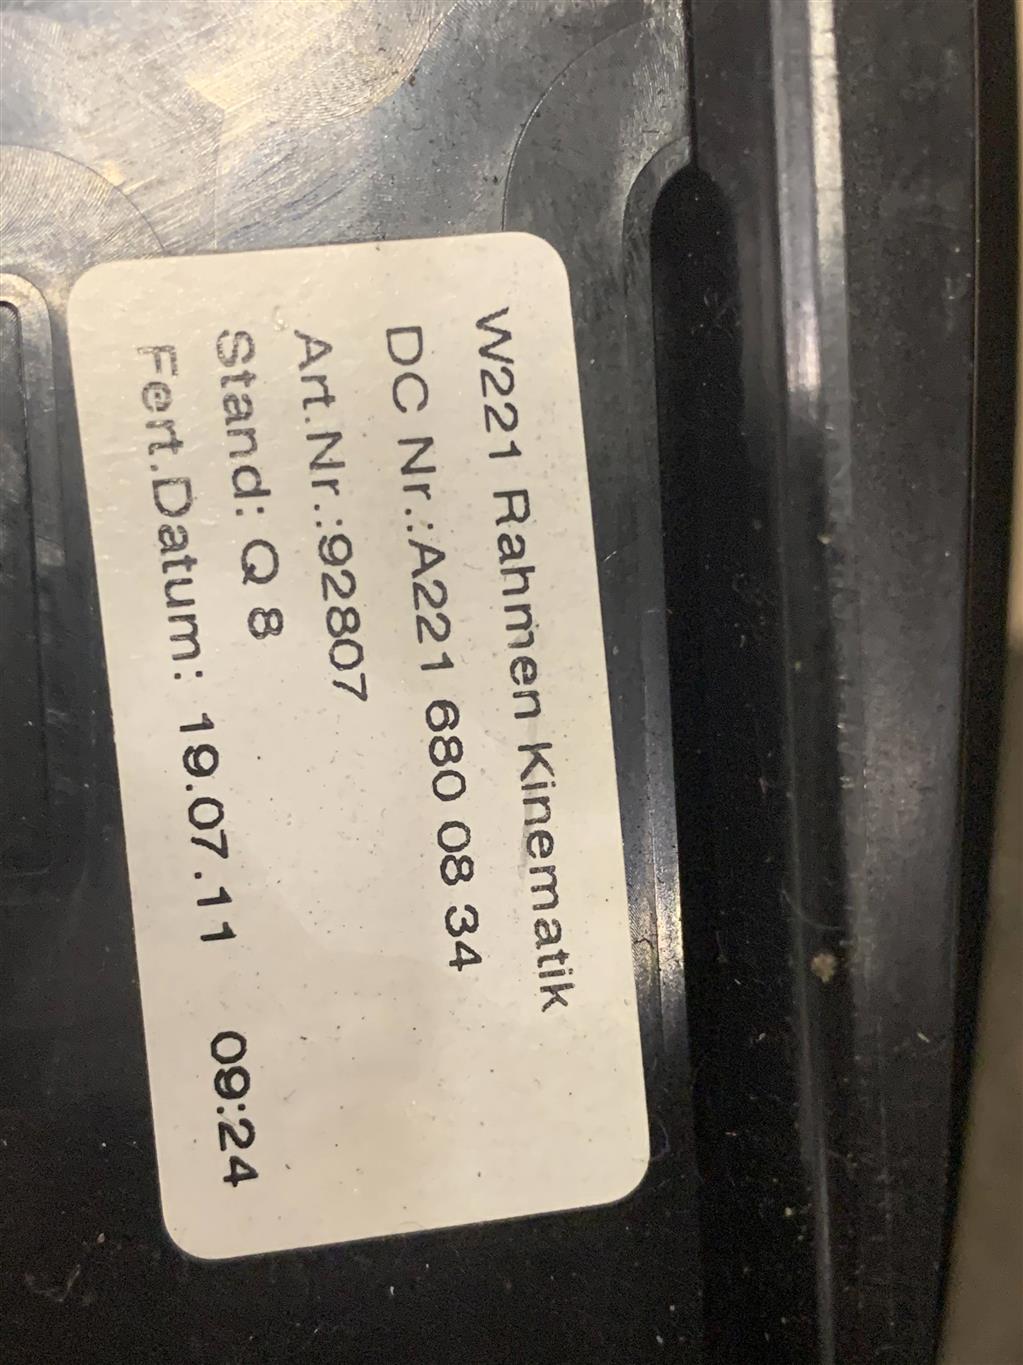 W221 Rahmen Kinematik
DC Nr.:A221 680 08 34
Art.Nr.:92807
Stand: Q 8
Fert.Datum: 19.07.11 09:24